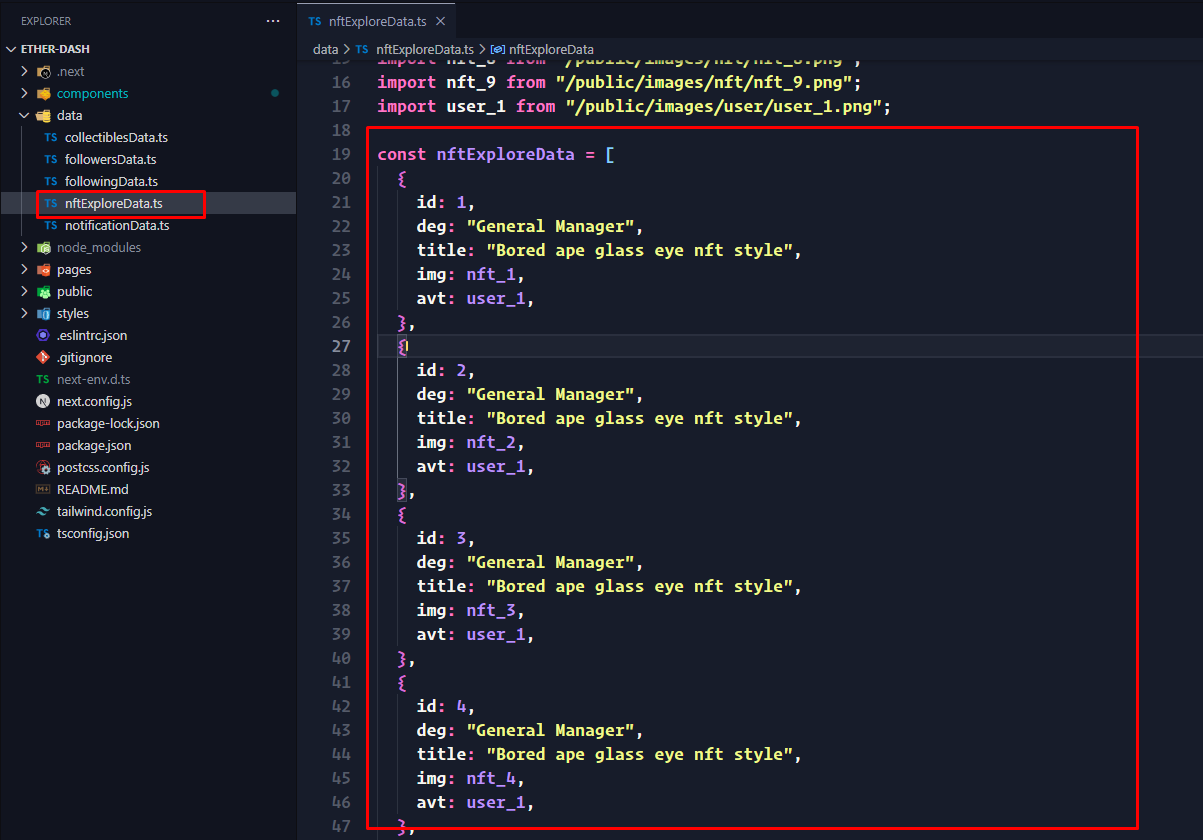 EXPLORER
ETHER-DASH
.next
components
data
collectiblesData.ts
followersData.ts
followingData.ts
nftExploreData.ts
notificationData.ts
node_modules
pages
public
styles
.eslintrc.json
.gitignore
next-env.d.ts
next.config.js
package-lock.json
package.json
postcss.config.js
README.md
tailwind.config.js
tsconfig.json
TS nftExploreData.ts
data > TS nftExploreData.ts > nftExploreData
15 import nft_8 from "/public/images/nft/nft_8.png";
16 import nft_9 from "/public/images/nft/nft_9.png";
17 import user_1 from "/public/images/user/user_1.png";
18
19 const nftExploreData = [
20 {
21 id: 1,
22 deg: "General Manager",
23 title: "Bored ape glass eye nft style",
24 img: nft_1,
25 avt: user_1,
26 },
27 {
28 id: 2,
29 deg: "General Manager",
30 title: "Bored ape glass eye nft style",
31 img: nft_2,
32 avt: user_1,
33 },
34 {
35 id: 3,
36 deg: "General Manager",
37 title: "Bored ape glass eye nft style",
38 img: nft_3,
39 avt: user_1,
40 },
41 {
42 id: 4,
43 deg: "General Manager",
44 title: "Bored ape glass eye nft style",
45 img: nft_4,
46 avt: user_1,
47 },